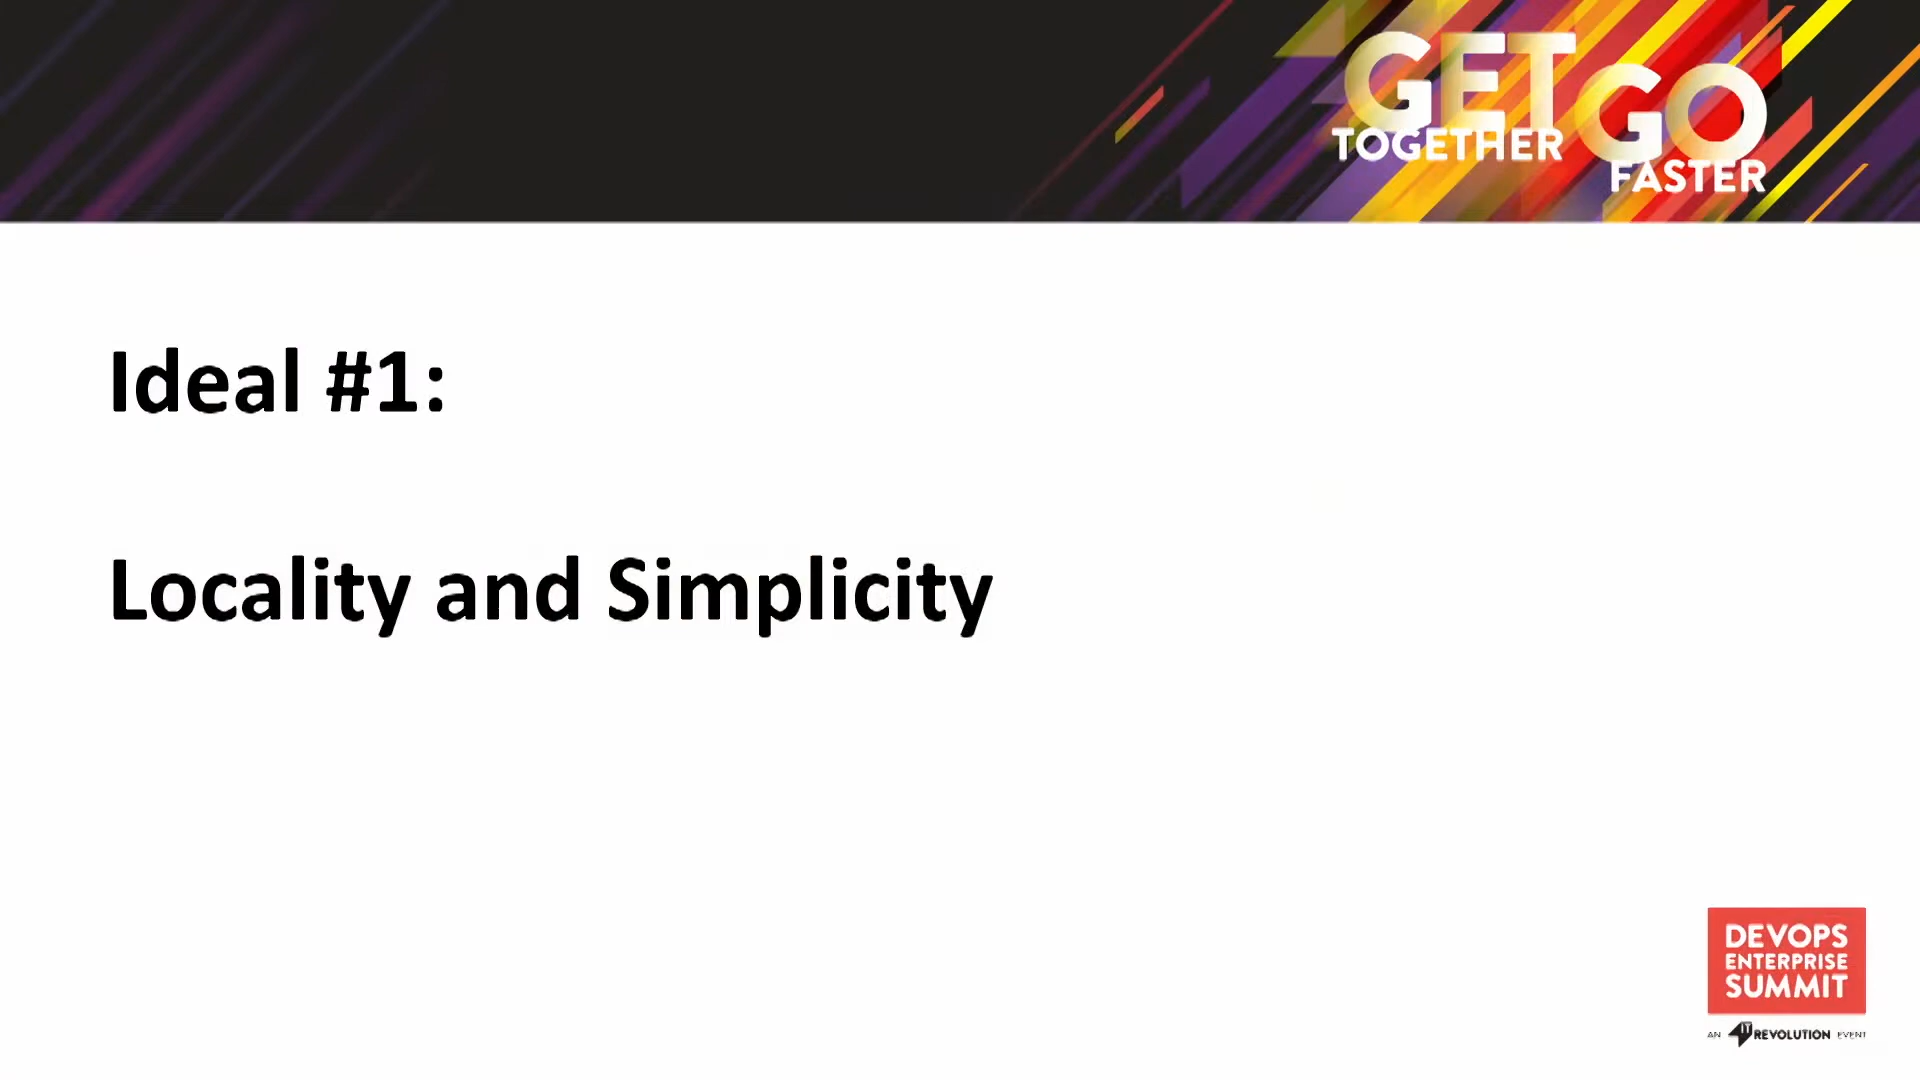 GET
TOGETHER
GO
FASTER
Ideal #1:
Locality and Simplicity
DEVOPS
ENTERPRISE
SUMMIT
AN IT REVOLUTION EVENT